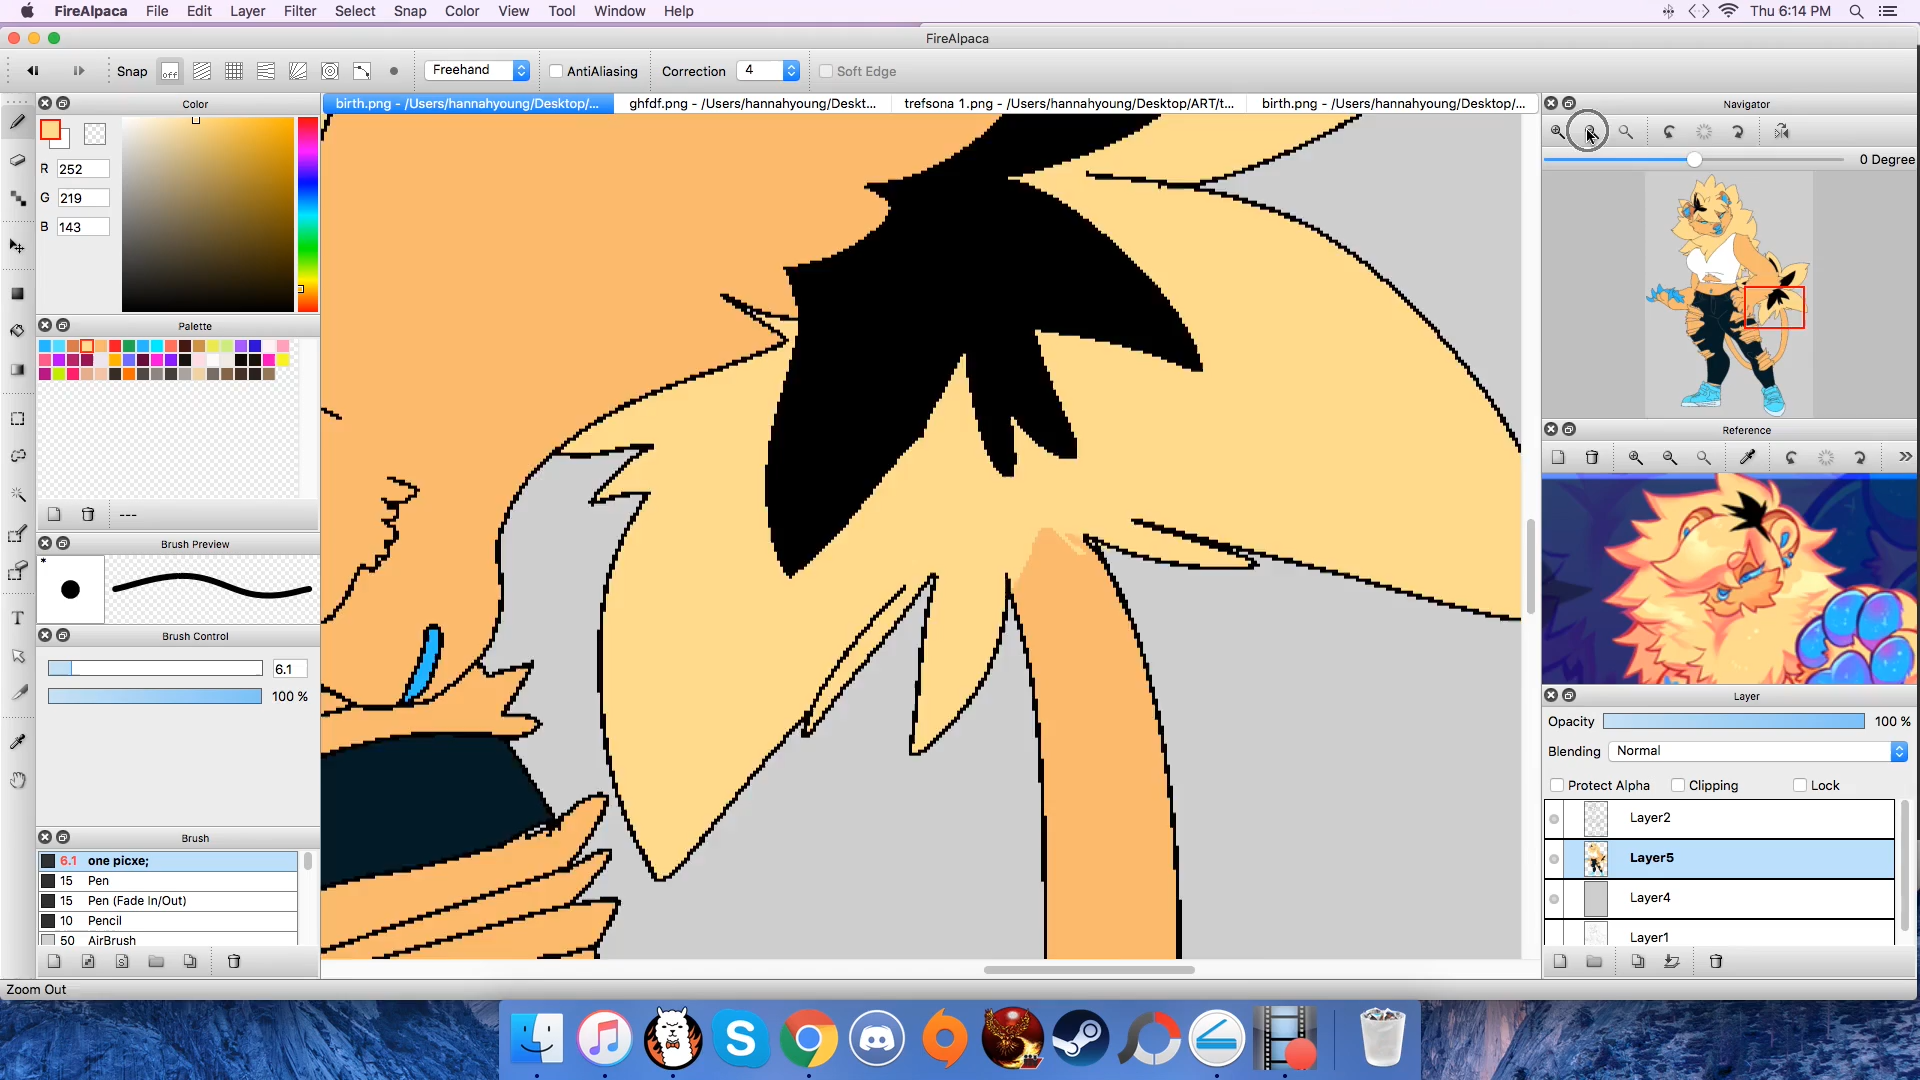 FireAlpaca File Edit Layer Filter Select Snap Color View Tool Window Help Thu 6:14 PM
FireAlpaca
Snap off Freehand AntiAliasing Correction 4 Soft Edge
Color
birth.png - /Users/hannahyoung/Desktop/... ghfdf.png - /Users/hannahyoung/Deskt... trefsona 1.png - /Users/hannahyoung/Desktop/ART/t... birth.png - /Users/hannahyoung/Desktop/...
Navigator
R 252
G 219
B 143
0 Degree
Palette
---
Reference
Brush Preview
*
Brush Control
6.1
100 %
Layer
Opacity 100 %
Blending Normal
Protect Alpha Clipping Lock
Layer2
Layer5
Layer4
Layer1
Brush
6.1 one picxe;
15 Pen
15 Pen (Fade In/Out)
10 Pencil
50 AirBrush
T
Zoom Out